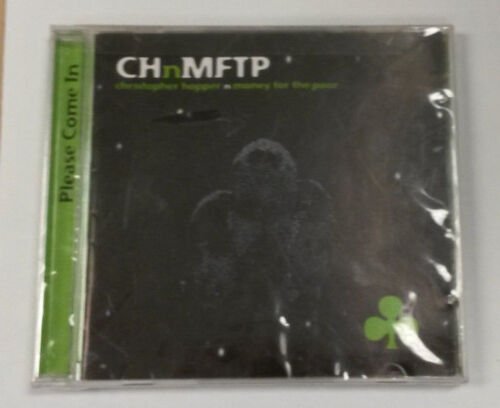 Please Come In
CHnMFTP
christopher hopper n money for the poor